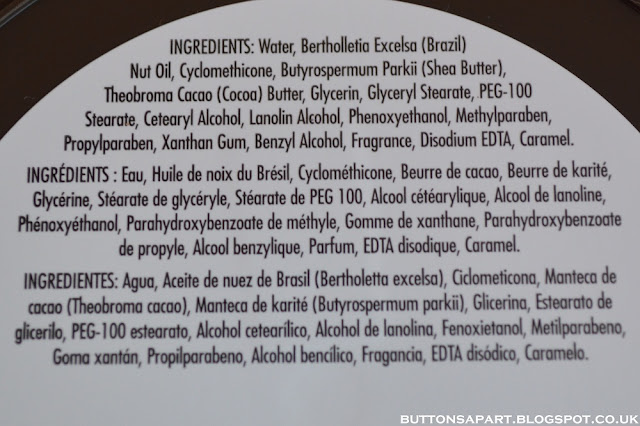 INGREDIENTS: Water, Bertholletia Excelsa (Brazil)
Nut Oil, Cyclomethicone, Butyrospermum Parkii (Shea Butter),
Theobroma Cacao (Cocoa) Butter, Glycerin, Glyceryl Stearate, PEG-100
Stearate, Cetearyl Alcohol, Lanolin Alcohol, Phenoxyethanol, Methylparaben,
Propylparaben, Xanthan Gum, Benzyl Alcohol, Fragrance, Disodium EDTA, Caramel.
INGRÉDIENTS : Eau, Huile de noix du Brésil, Cyclométhicone, Beurre de cacao, Beurre de karité,
Glycérine, Stéarate de glycéryle, Stéarate de PEG 100, Alcool cétéarylique, Alcool de lanoline,
Phénoxyéthanol, Parahydroxybenzoate de méthyle, Gomme de xanthane, Parahydroxybenzoate
de propyle, Alcool benzylique, Parfum, EDTA disodique, Caramel.
INGREDIENTES: Agua, Aceite de nuez de Brasil (Bertholetta excelsa), Ciclometicona, Manteca de
cacao (Theobroma cacao), Manteca de karité (Butyrospermum parkii), Glicerina, Estearato de
glicerilo, PEG-100 estearato, Alcohol cetearílico, Alcohol de lanolina, Fenoxietanol, Metilparabeno,
Goma xantán, Propilparabeno, Alcohol bencílico, Fragancia, EDTA disódico, Caramelo.
BUTTONSAPART.BLOGSPOT.CO.UK